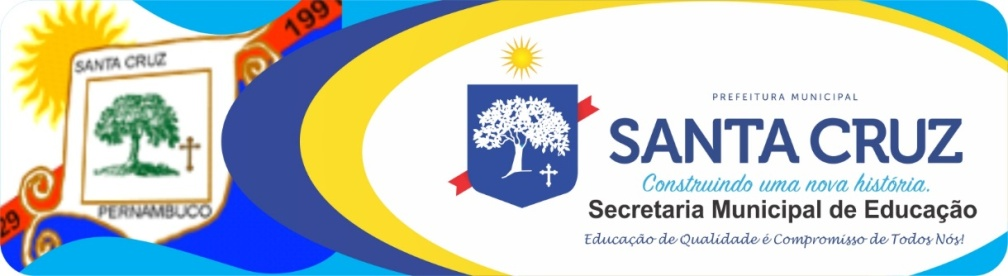 SANTA CRUZ
PERNAMBUCO
29
199
PREFEITURA MUNICIPAL
SANTA CRUZ
Construindo uma nova história.
Secretaria Municipal de Educação
Educação de Qualidade é Compromisso de Todos Nós!